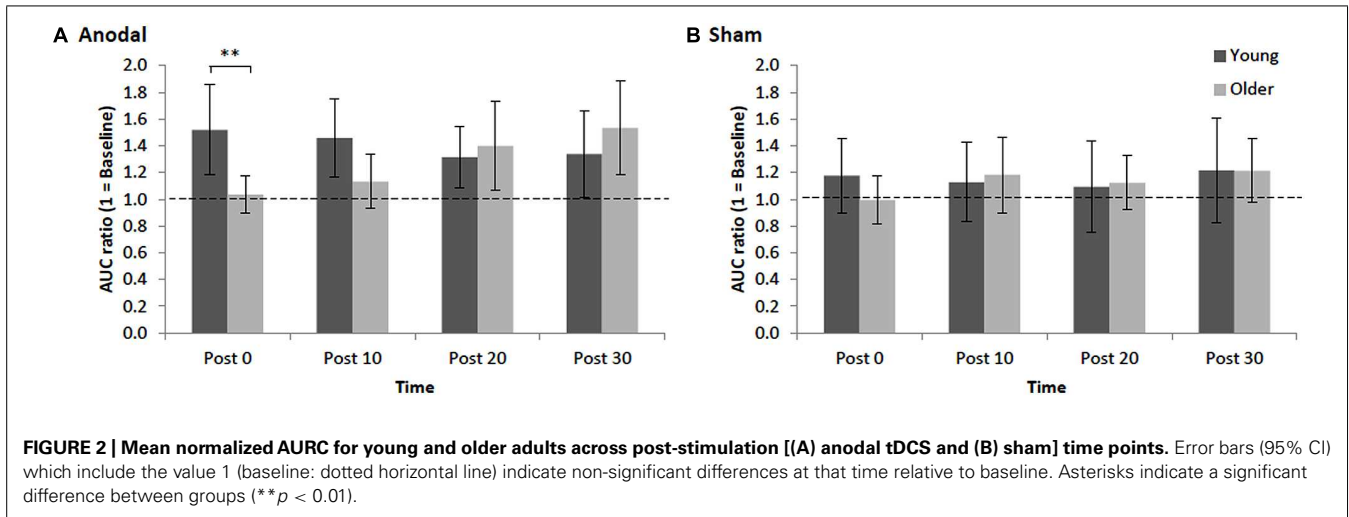 A Anodal
**
AUC ratio (1 = Baseline)
2.0
1.8
1.6
1.4
1.2
1.0
0.8
0.6
0.4
0.2
0.0
Post 0 Post 10 Post 20 Post 30
Time
B Sham
Young
Older
AUC ratio (1 = Baseline)
2.0
1.8
1.6
1.4
1.2
1.0
0.8
0.6
0.4
0.2
0.0
Post 0 Post 10 Post 20 Post 30
Time
FIGURE 2 | Mean normalized AURC for young and older adults across post-stimulation [(A) anodal tDCS and (B) sham] time points. Error bars (95% CI)
which include the value 1 (baseline: dotted horizontal line) indicate non-significant differences at that time relative to baseline. Asterisks indicate a significant
difference between groups (**p < 0.01).